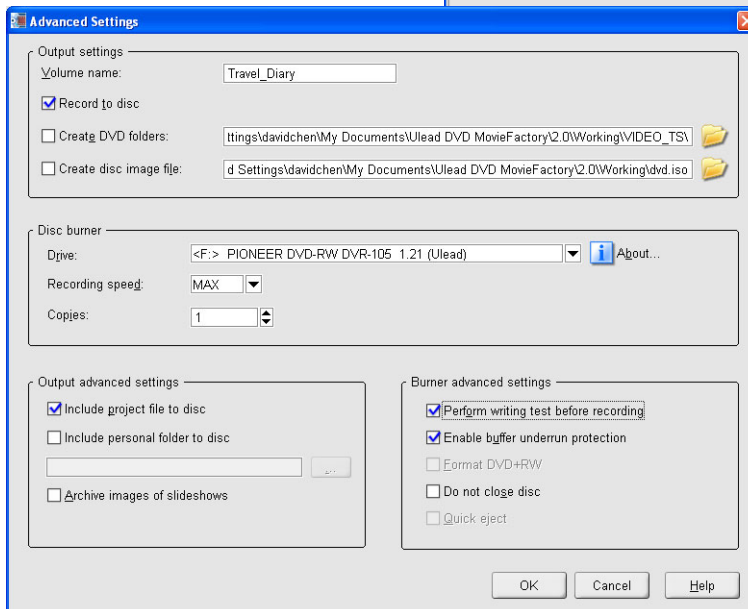 Advanced Settings
Output settings
Volume name: Travel_Diary
Record to disc
Create DVD folders: ttings\davidchen\My Documents\Ulead DVD MovieFactory\2.0\Working\VIDEO_TS\
Create disc image file: d Settings\davidchen\My Documents\Ulead DVD MovieFactory\2.0\Working\dvd.iso
Disc burner
Drive: <F:> PIONEER DVD-RW DVR-105 1.21 (Ulead) i About...
Recording speed: MAX
Copies: 1
Output advanced settings
Include project file to disc
Include personal folder to disc
...
Archive images of slideshows
Burner advanced settings
Perform writing test before recording
Enable buffer underrun protection
Format DVD+RW
Do not close disc
Quick eject
OK Cancel Help